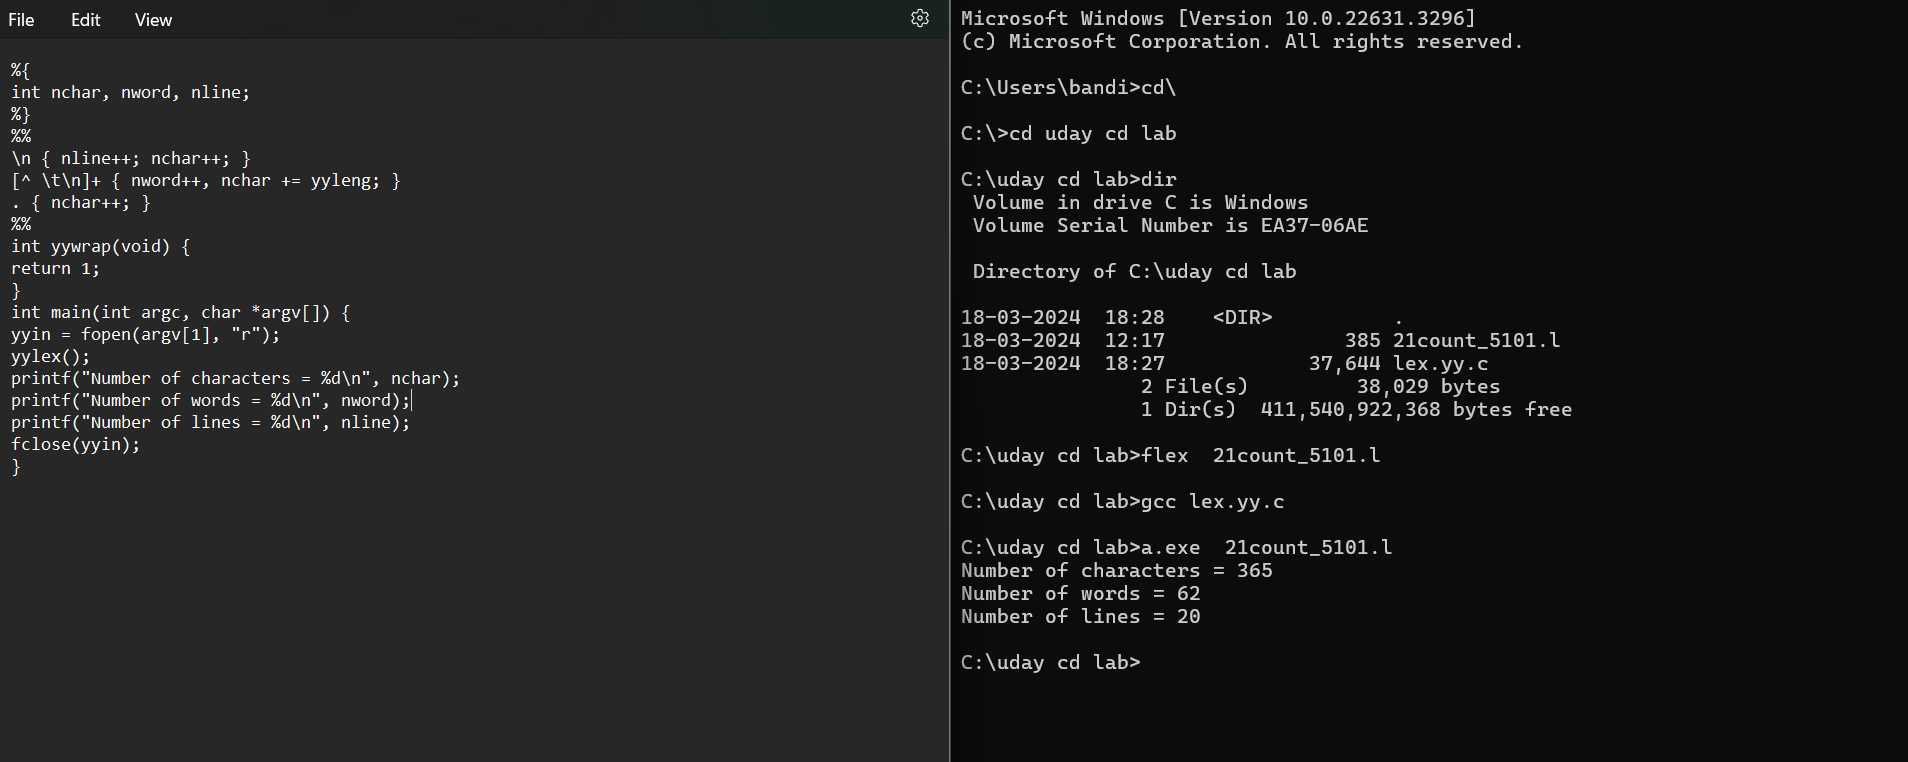 File Edit View
%{
int nchar, nword, nline;
%}
%%
\n { nline++; nchar++; }
[^ \t\n]+ { nword++, nchar += yyleng; }
. { nchar++; }
%%
int yywrap(void) {
return 1;
}
int main(int argc, char *argv[]) {
yyin = fopen(argv[1], "r");
yylex();
printf("Number of characters = %d\n", nchar);
printf("Number of words = %d\n", nword);
printf("Number of lines = %d\n", nline);
fclose(yyin);
}
Microsoft Windows [Version 10.0.22631.3296]
(c) Microsoft Corporation. All rights reserved.
C:\Users\bandi>cd\
C:\>cd uday cd lab
C:\uday cd lab>dir
 Volume in drive C is Windows
 Volume Serial Number is EA37-06AE
 Directory of C:\uday cd lab
18-03-2024  18:28    <DIR>          .
18-03-2024  12:17               385 21count_5101.l
18-03-2024  18:27            37,644 lex.yy.c
               2 File(s)         38,029 bytes
               1 Dir(s)  411,540,922,368 bytes free
C:\uday cd lab>flex  21count_5101.l
C:\uday cd lab>gcc lex.yy.c
C:\uday cd lab>a.exe  21count_5101.l
Number of characters = 365
Number of words = 62
Number of lines = 20
C:\uday cd lab>